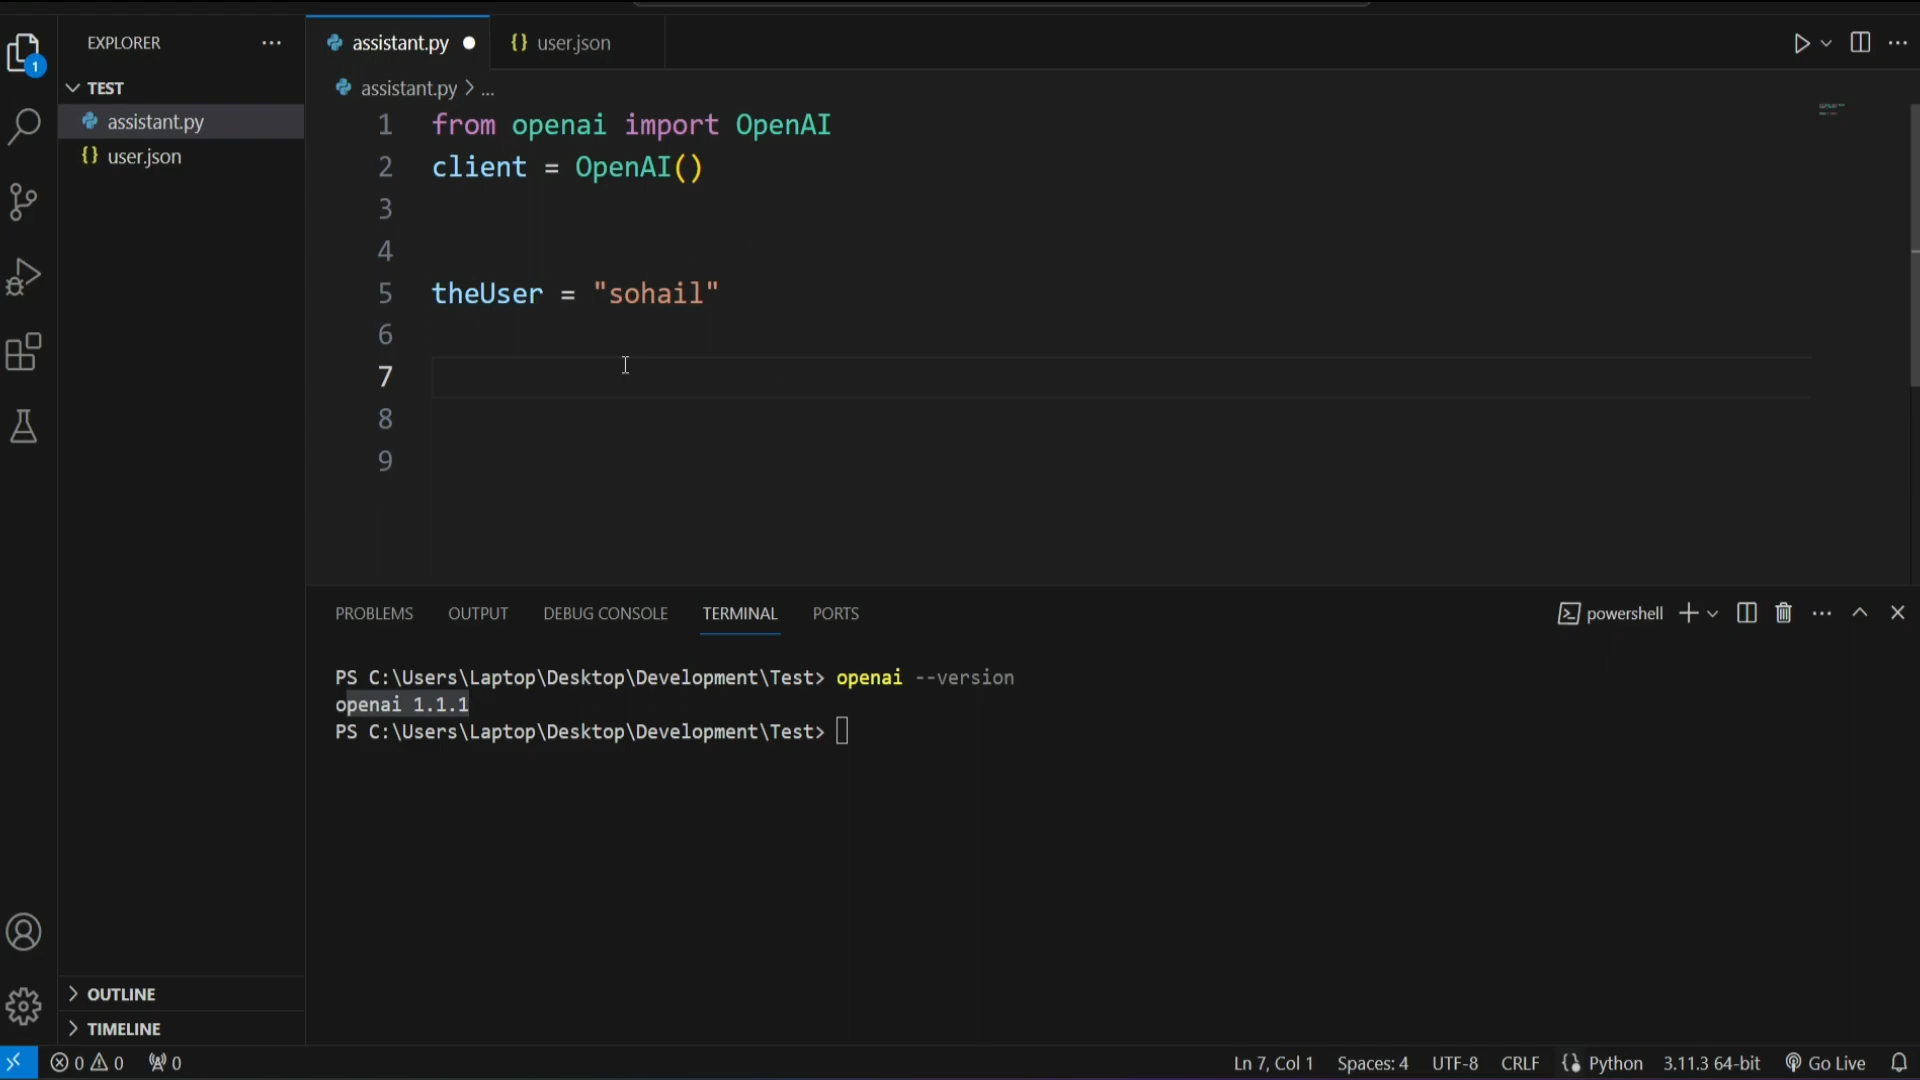 EXPLORER
TEST
assistant.py
user.json
OUTLINE
TIMELINE
1
assistant.py
user.json
assistant.py > ...
1 from openai import OpenAI
2 client = OpenAI()
3
4
5 theUser = "sohail"
6
7
8
9
PROBLEMS OUTPUT DEBUG CONSOLE TERMINAL PORTS
powershell
PS C:\Users\Laptop\Desktop\Development\Test> openai --version
openai 1.1.1
PS C:\Users\Laptop\Desktop\Development\Test>
0 0 0 Ln 7, Col 1 Spaces: 4 UTF-8 CRLF Python 3.11.3 64-bit Go Live